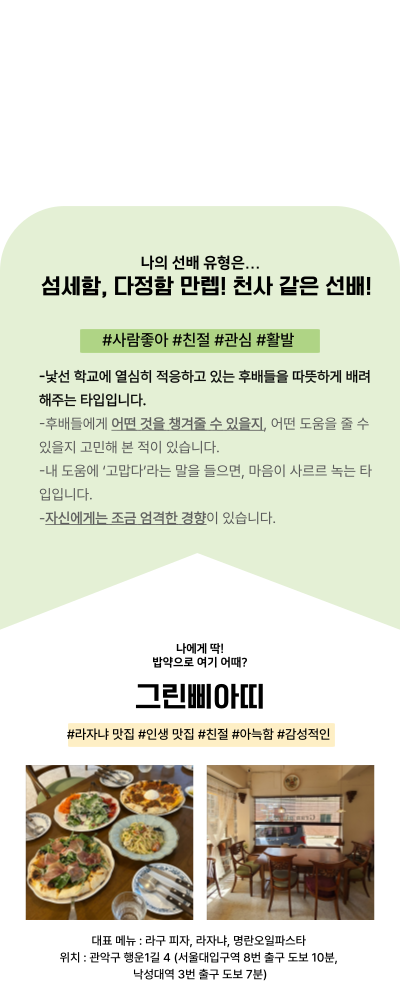 나의 선배 유형은...
섬세함, 다정함 만렙! 천사 같은 선배!
#사람좋아 #친절 #관심 #활발
-낯선 학교에 열심히 적응하고 있는 후배들을 따뜻하게 배려
해주는 타입입니다.
-후배들에게 어떤 것을 챙겨줄 수 있을지, 어떤 도움을 줄 수
있을지 고민해 본 적이 있습니다.
-내 도움에 ‘고맙다’라는 말을 들으면, 마음이 사르르 녹는 타
입입니다.
-자신에게는 조금 엄격한 경향이 있습니다.
나에게 딱!
밥약으로 여기 어때?
그린삐아띠
#라자냐 맛집 #인생 맛집 #친절 #아늑함 #감성적인
대표 메뉴 : 라구 피자, 라자냐, 명란오일파스타
위치 : 관악구 행운1길 4 (서울대입구역 8번 출구 도보 10분,
낙성대역 3번 출구 도보 7분)